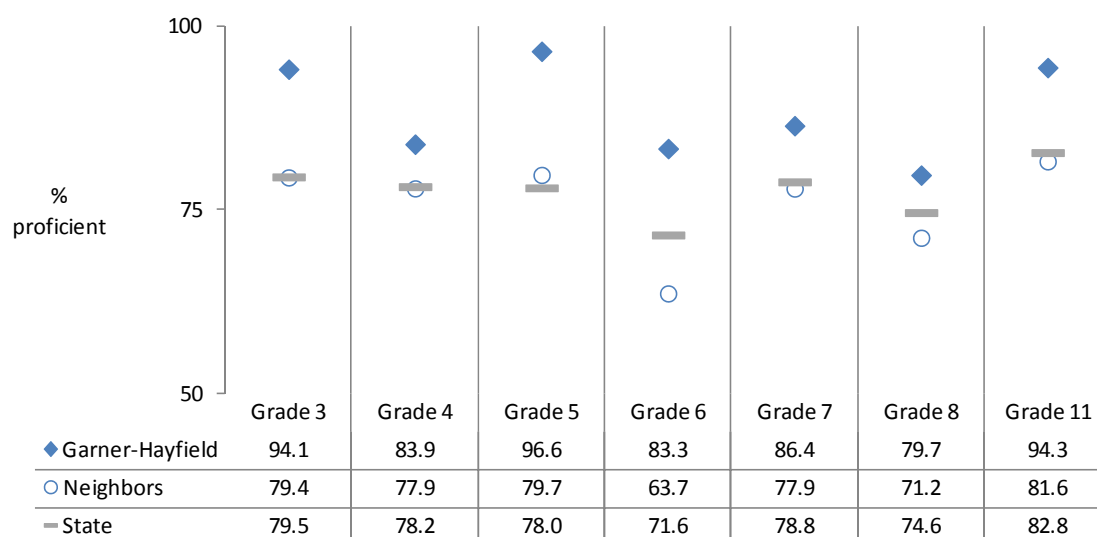 100
75
50
%
proficient
Grade 3 Grade 4 Grade 5 Grade 6 Grade 7 Grade 8 Grade 11
Garner-Hayfield 94.1 83.9 96.6 83.3 86.4 79.7 94.3
Neighbors 79.4 77.9 79.7 63.7 77.9 71.2 81.6
State 79.5 78.2 78.0 71.6 78.8 74.6 82.8